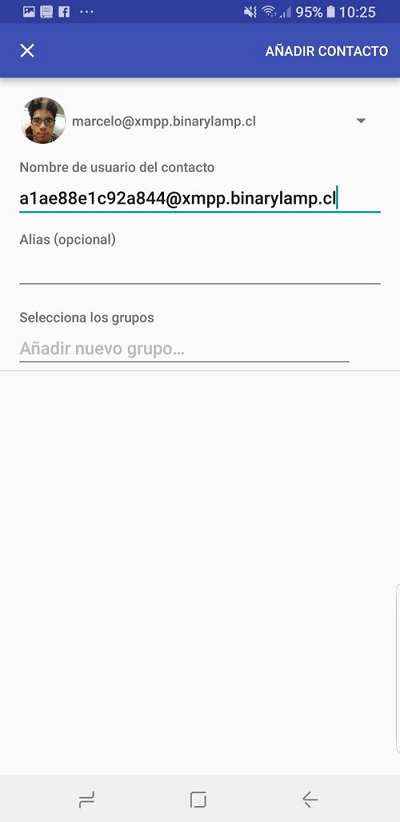 95% 10:25
AÑADIR CONTACTO
marcelo@xmpp.binarylamp.cl
Nombre de usuario del contacto
a1ae88e1c92a844@xmpp.binarylamp.cl
Alias (opcional)
Selecciona los grupos
Añadir nuevo grupo...